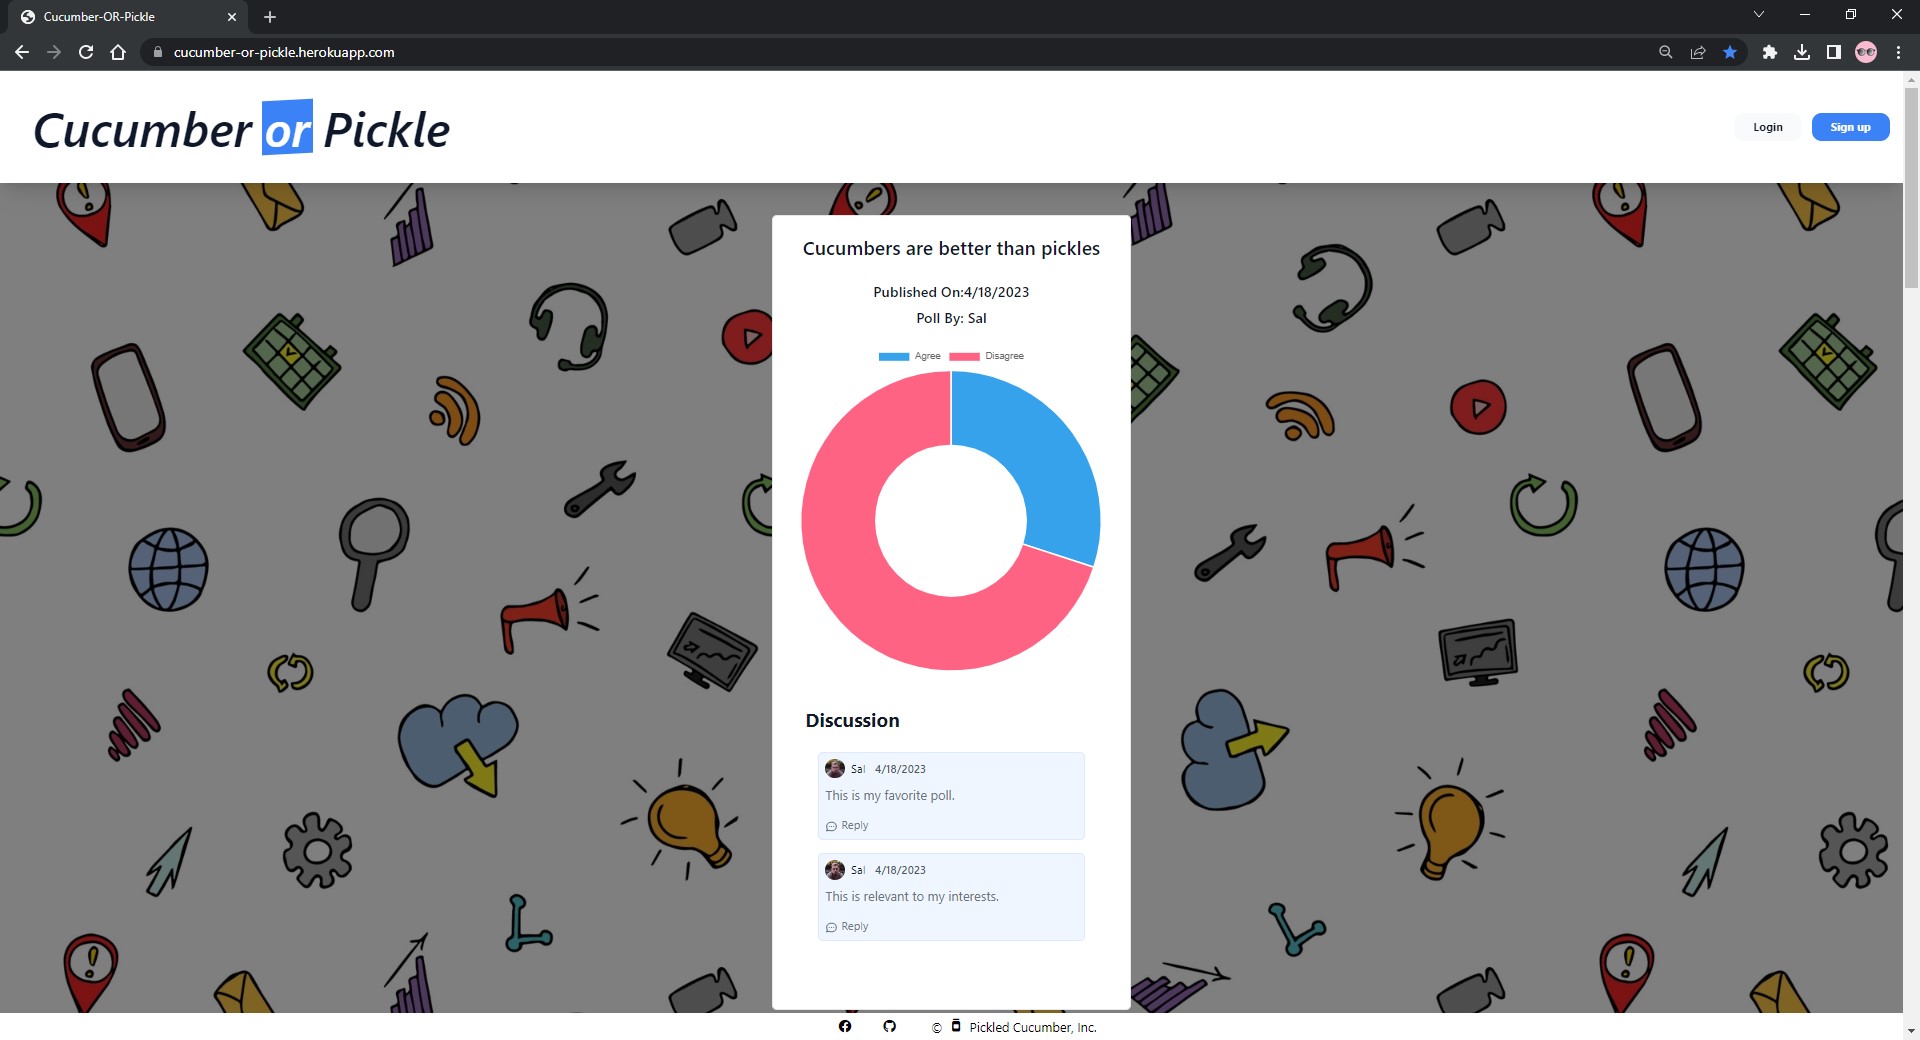 Cucumber-OR-Pickle
cucumber-or-pickle.herokuapp.com
Cucumber or Pickle
Login
Sign up
Cucumbers are better than pickles
Published On:4/18/2023
Poll By: Sal
Agree
Disagree
Discussion
Sal 4/18/2023
This is my favorite poll.
Reply
Sal 4/18/2023
This is relevant to my interests.
Reply
© Pickled Cucumber, Inc.